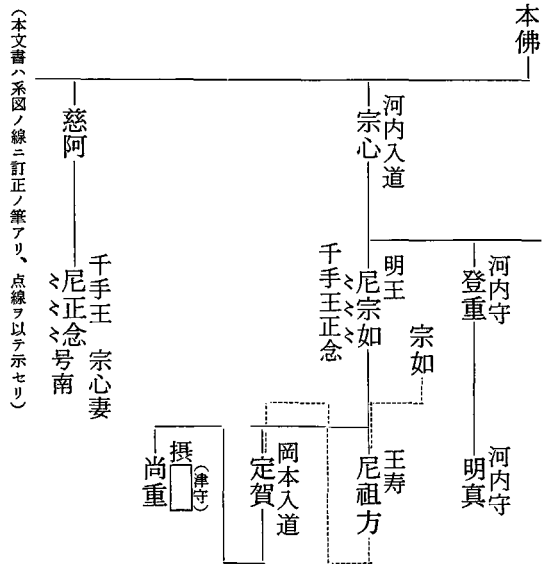 本佛
河内入道
宗心
慈阿
河内守
登重
明王
尼宗如
千手王正念
千手王 宗心妻
尼正念
号南
宗如
河内守
明真
王寿
尼祖方
岡本入道
定賀
摂
(津守)
尚重
(本文書ハ系図ノ線ニ訂正ノ筆アリ、点線ヲ以テ示セリ)